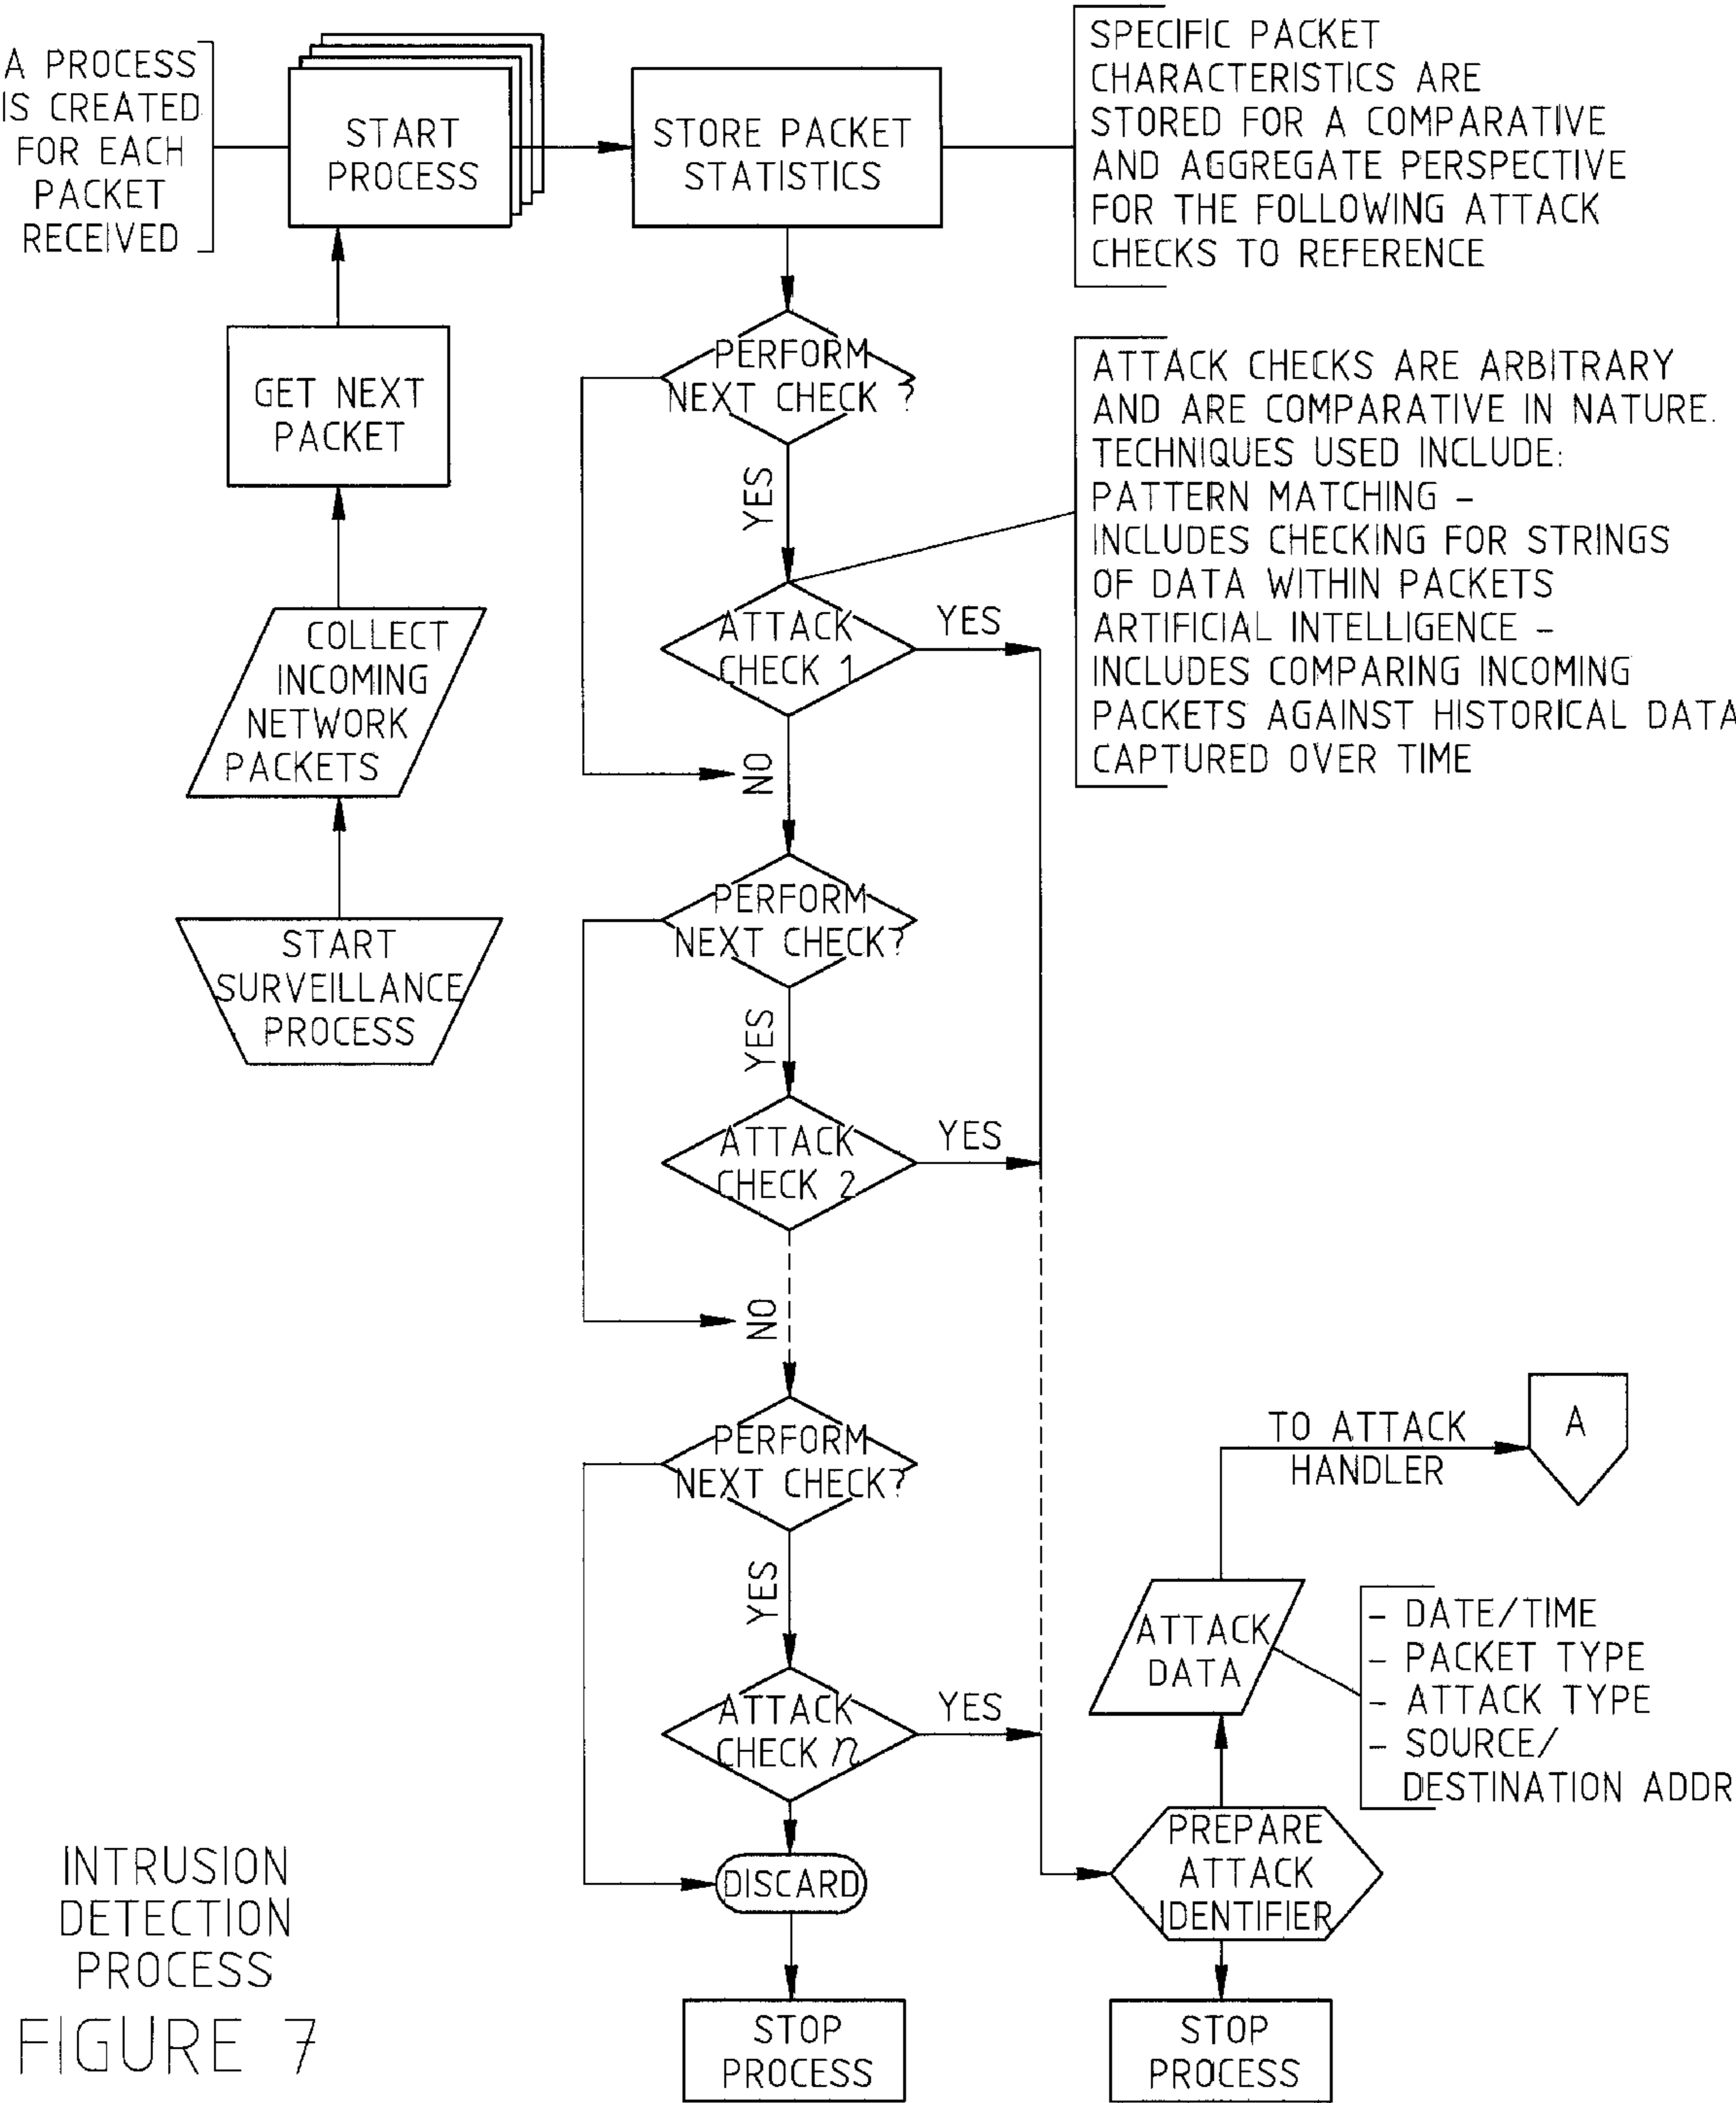 A PROCESS
IS CREATED
FOR EACH
PACKET
RECEIVED
START
PROCESS
STORE PACKET
STATISTICS
SPECIFIC PACKET
CHARACTERISTICS ARE
STORED FOR A COMPARATIVE
AND AGGREGATE PERSPECTIVE
FOR THE FOLLOWING ATTACK
CHECKS TO REFERENCE
GET NEXT
PACKET
COLLECT
INCOMING
NETWORK
PACKETS
START
SURVEILLANCE
PROCESS
PERFORM
NEXT CHECK ?
YES
ATTACK CHECKS ARE ARBITRARY
AND ARE COMPARATIVE IN NATURE.
TECHNIQUES USED INCLUDE:
PATTERN MATCHING –
INCLUDES CHECKING FOR STRINGS
OF DATA WITHIN PACKETS
ARTIFICIAL INTELLIGENCE –
INCLUDES COMPARING INCOMING
PACKETS AGAINST HISTORICAL DATA
CAPTURED OVER TIME
ATTACK
CHECK 1
YES
NO
PERFORM
NEXT CHECK?
YES
ATTACK
CHECK 2
YES
NO
PERFORM
NEXT CHECK?
YES
ATTACK
CHECK n
YES
DISCARD
STOP
PROCESS
TO ATTACK
HANDLER
A
ATTACK
DATA
– DATE/TIME
– PACKET TYPE
– ATTACK TYPE
– SOURCE/
DESTINATION ADDR
PREPARE
ATTACK
IDENTIFIER
STOP
PROCESS
INTRUSION
DETECTION
PROCESS
FIGURE 7